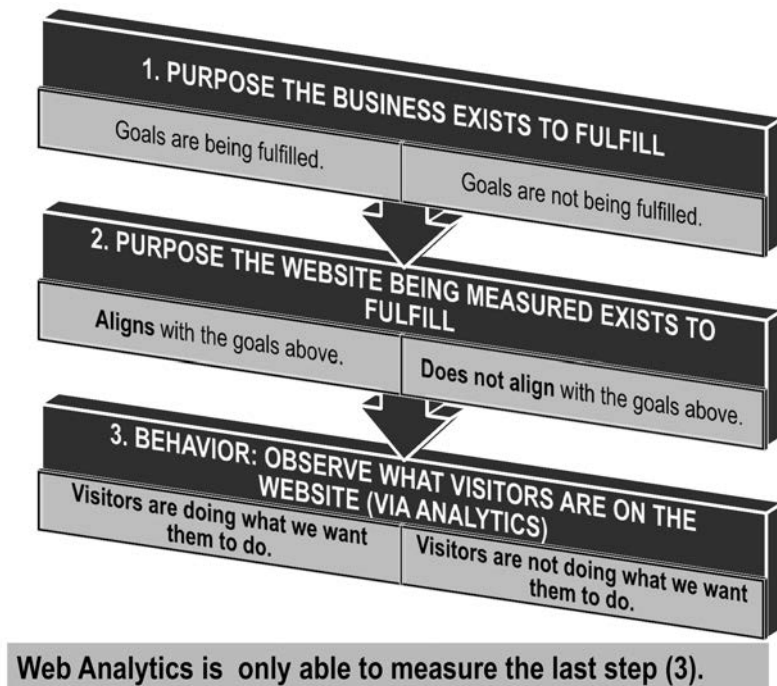 1. PURPOSE THE BUSINESS EXISTS TO FULFILL
Goals are being fulfilled.
Goals are not being fulfilled.
2. PURPOSE THE WEBSITE BEING MEASURED EXISTS TO
FULFILL
Aligns with the goals above.
Does not align with the goals above.
3. BEHAVIOR: OBSERVE WHAT VISITORS ARE ON THE
WEBSITE (VIA ANALYTICS)
Visitors are doing what we want
them to do.
Visitors are not doing what we want
them to do.
Web Analytics is only able to measure the last step (3).